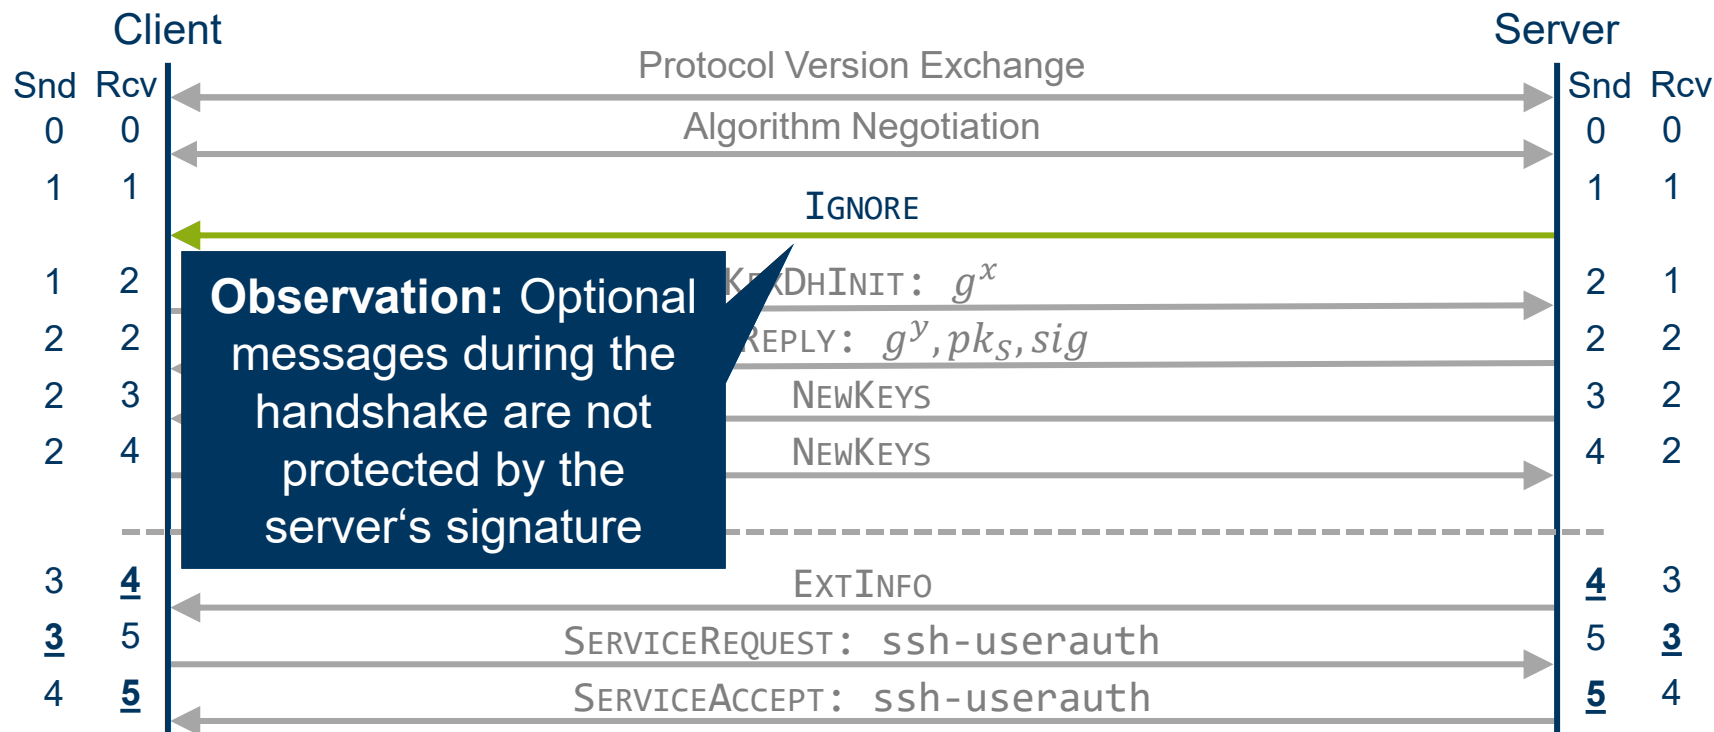 Client Server
Snd Rcv Protocol Version Exchange Snd Rcv
0 0 Algorithm Negotiation 0 0
1 1 1 1
IGNORE
1 2 KEXDHINIT: g^x 2 1
2 2 REPLY: g^y, pk_S, sig 2 2
2 3 NEWKEYS 3 2
2 4 NEWKEYS 4 2
Observation: Optional
messages during the
handshake are not
protected by the
server‘s signature
3 4 EXTINFO 4 3
3 5 SERVICEREQUEST: ssh-userauth 5 3
4 5 SERVICEACCEPT: ssh-userauth 5 4